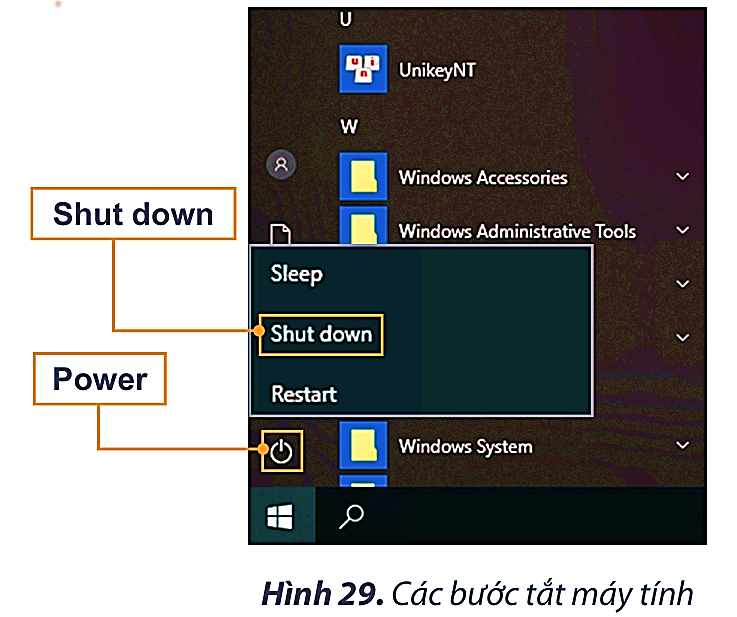 U
UnikeyNT
W
Windows Accessories
Shut down
Windows Administrative Tools
Sleep
Shut down
Power
Restart
Windows System
Hình 29. Các bước tắt máy tính